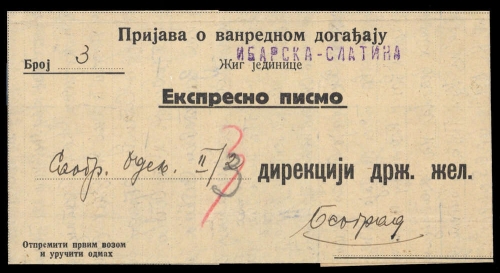 Пријава о ванредном догађају
Број 3 Жиг јединице ИБАРСКА-СЛАТИНА
Експресно писмо
Саобр. Одељ. II/2 дирекцији држ. жел.
3
Београд
Отпремити првим возом
и уручити одмах